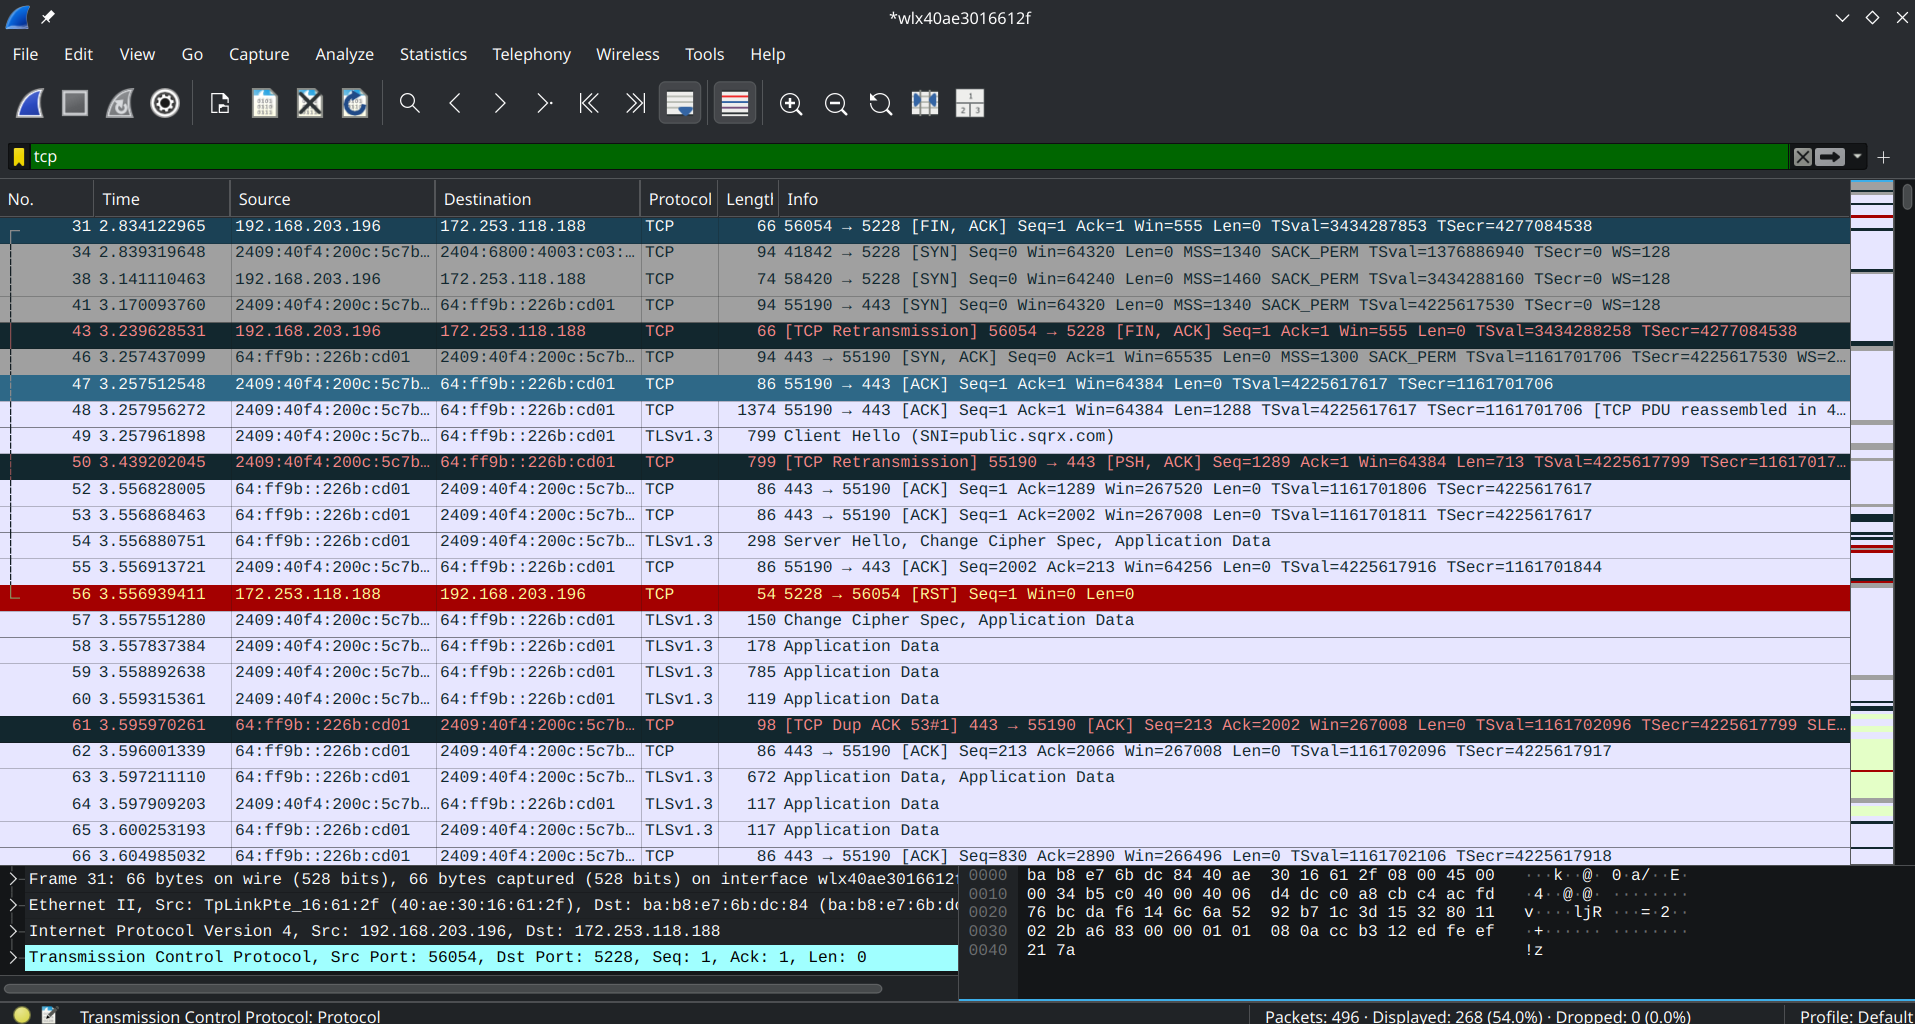 *wlx40ae3016612f
File Edit View Go Capture Analyze Statistics Telephony Wireless Tools Help
tcp
No. Time Source Destination Protocol Lengtl Info
31 2.834122965 192.168.203.196 172.253.118.188 TCP 66 56054 → 5228 [FIN, ACK] Seq=1 Ack=1 Win=555 Len=0 TSval=3434287853 TSecr=4277084538
34 2.839319648 2409:40f4:200c:5c7b… 2404:6800:4003:c03:… TCP 94 41842 → 5228 [SYN] Seq=0 Win=64320 Len=0 MSS=1340 SACK_PERM TSval=1376886940 TSecr=0 WS=128
38 3.141110463 192.168.203.196 172.253.118.188 TCP 74 58420 → 5228 [SYN] Seq=0 Win=64240 Len=0 MSS=1460 SACK_PERM TSval=3434288160 TSecr=0 WS=128
41 3.170093760 2409:40f4:200c:5c7b… 64:ff9b::226b:cd01 TCP 94 55190 → 443 [SYN] Seq=0 Win=64320 Len=0 MSS=1340 SACK_PERM TSval=4225617530 TSecr=0 WS=128
43 3.239628531 192.168.203.196 172.253.118.188 TCP 66 [TCP Retransmission] 56054 → 5228 [FIN, ACK] Seq=1 Ack=1 Win=555 Len=0 TSval=3434288258 TSecr=4277084538
46 3.257437099 64:ff9b::226b:cd01 2409:40f4:200c:5c7b… TCP 94 443 → 55190 [SYN, ACK] Seq=0 Ack=1 Win=65535 Len=0 MSS=1300 SACK_PERM TSval=1161701706 TSecr=4225617530 WS=2…
47 3.257512548 2409:40f4:200c:5c7b… 64:ff9b::226b:cd01 TCP 86 55190 → 443 [ACK] Seq=1 Ack=1 Win=64384 Len=0 TSval=4225617617 TSecr=1161701706
48 3.257956272 2409:40f4:200c:5c7b… 64:ff9b::226b:cd01 TCP 1374 55190 → 443 [ACK] Seq=1 Ack=1 Win=64384 Len=1288 TSval=4225617617 TSecr=1161701706 [TCP PDU reassembled in 4…
49 3.257961898 2409:40f4:200c:5c7b… 64:ff9b::226b:cd01 TLSv1.3 799 Client Hello (SNI=public.sqrx.com)
50 3.439202045 2409:40f4:200c:5c7b… 64:ff9b::226b:cd01 TCP 799 [TCP Retransmission] 55190 → 443 [PSH, ACK] Seq=1289 Ack=1 Win=64384 Len=713 TSval=4225617799 TSecr=11617017…
52 3.556828005 64:ff9b::226b:cd01 2409:40f4:200c:5c7b… TCP 86 443 → 55190 [ACK] Seq=1 Ack=1289 Win=267520 Len=0 TSval=1161701806 TSecr=4225617617
53 3.556868463 64:ff9b::226b:cd01 2409:40f4:200c:5c7b… TCP 86 443 → 55190 [ACK] Seq=1 Ack=2002 Win=267008 Len=0 TSval=1161701811 TSecr=4225617617
54 3.556880751 64:ff9b::226b:cd01 2409:40f4:200c:5c7b… TLSv1.3 298 Server Hello, Change Cipher Spec, Application Data
55 3.556913721 2409:40f4:200c:5c7b… 64:ff9b::226b:cd01 TCP 86 55190 → 443 [ACK] Seq=2002 Ack=213 Win=64256 Len=0 TSval=4225617916 TSecr=1161701844
56 3.556939411 172.253.118.188 192.168.203.196 TCP 54 5228 → 56054 [RST] Seq=1 Win=0 Len=0
57 3.557551280 2409:40f4:200c:5c7b… 64:ff9b::226b:cd01 TLSv1.3 150 Change Cipher Spec, Application Data
58 3.557837384 2409:40f4:200c:5c7b… 64:ff9b::226b:cd01 TLSv1.3 178 Application Data
59 3.558892638 2409:40f4:200c:5c7b… 64:ff9b::226b:cd01 TLSv1.3 785 Application Data
60 3.559315361 2409:40f4:200c:5c7b… 64:ff9b::226b:cd01 TLSv1.3 119 Application Data
61 3.595970261 64:ff9b::226b:cd01 2409:40f4:200c:5c7b… TCP 98 [TCP Dup ACK 53#1] 443 → 55190 [ACK] Seq=213 Ack=2002 Win=267008 Len=0 TSval=1161702096 TSecr=4225617799 SLE…
62 3.596001339 64:ff9b::226b:cd01 2409:40f4:200c:5c7b… TCP 86 443 → 55190 [ACK] Seq=213 Ack=2066 Win=267008 Len=0 TSval=1161702096 TSecr=4225617917
63 3.597211110 64:ff9b::226b:cd01 2409:40f4:200c:5c7b… TLSv1.3 672 Application Data, Application Data
64 3.597909203 2409:40f4:200c:5c7b… 64:ff9b::226b:cd01 TLSv1.3 117 Application Data
65 3.600253193 64:ff9b::226b:cd01 2409:40f4:200c:5c7b… TLSv1.3 117 Application Data
66 3.604985032 64:ff9b::226b:cd01 2409:40f4:200c:5c7b… TCP 86 443 → 55190 [ACK] Seq=830 Ack=2890 Win=266496 Len=0 TSval=1161702106 TSecr=4225617918
Frame 31: 66 bytes on wire (528 bits), 66 bytes captured (528 bits) on interface wlx40ae3016612f
Ethernet II, Src: TpLinkPte_16:61:2f (40:ae:30:16:61:2f), Dst: ba:b8:e7:6b:dc:84 (ba:b8:e7:6b:dc
Internet Protocol Version 4, Src: 192.168.203.196, Dst: 172.253.118.188
Transmission Control Protocol, Src Port: 56054, Dst Port: 5228, Seq: 1, Ack: 1, Len: 0
0000 ba b8 e7 6b dc 84 40 ae 30 16 61 2f 08 00 45 00 ···k··@· 0·a/··E·
0010 00 34 b5 c0 40 00 40 06 d4 dc c0 a8 cb c4 ac fd ·4··@·@· ········
0020 76 bc da f6 14 6c 6a 52 92 b7 1c 3d 15 32 80 11 v····ljR ···=·2··
0030 02 2b a6 83 00 00 01 01 08 0a cc b3 12 ed fe ef ·+······ ········
0040 21 7a !z
Transmission Control Protocol: Protocol
Packets: 496 · Displayed: 268 (54.0%) · Dropped: 0 (0.0%)
Profile: Default